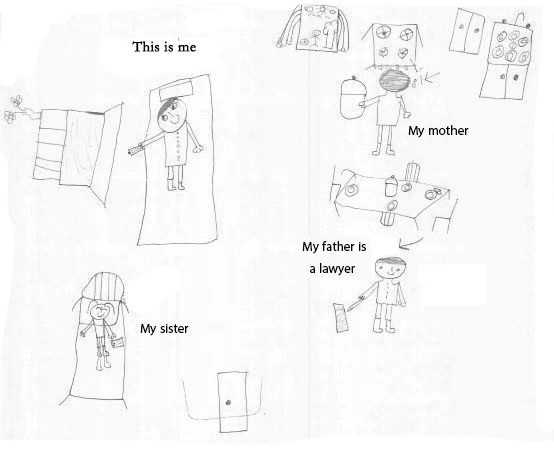 This is me
My mother
My father is
a lawyer
My sister